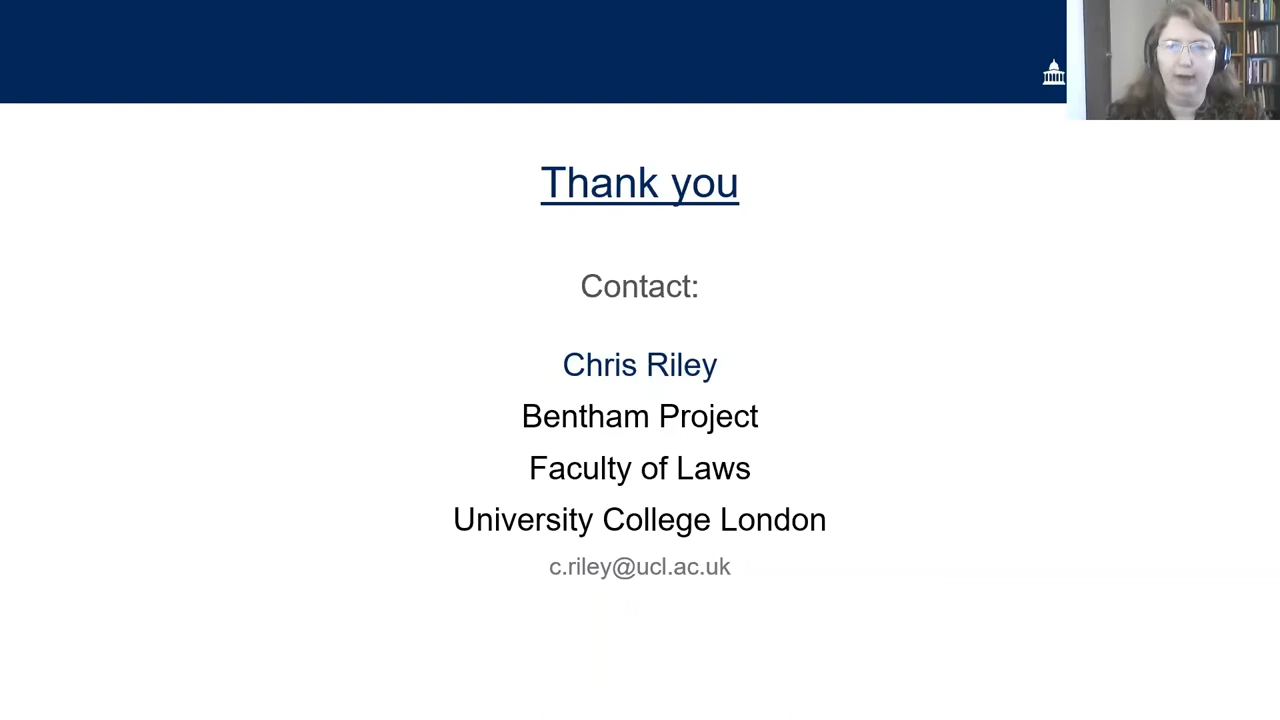 Thank you
Contact:
Chris Riley
Bentham Project
Faculty of Laws
University College London
c.riley@ucl.ac.uk